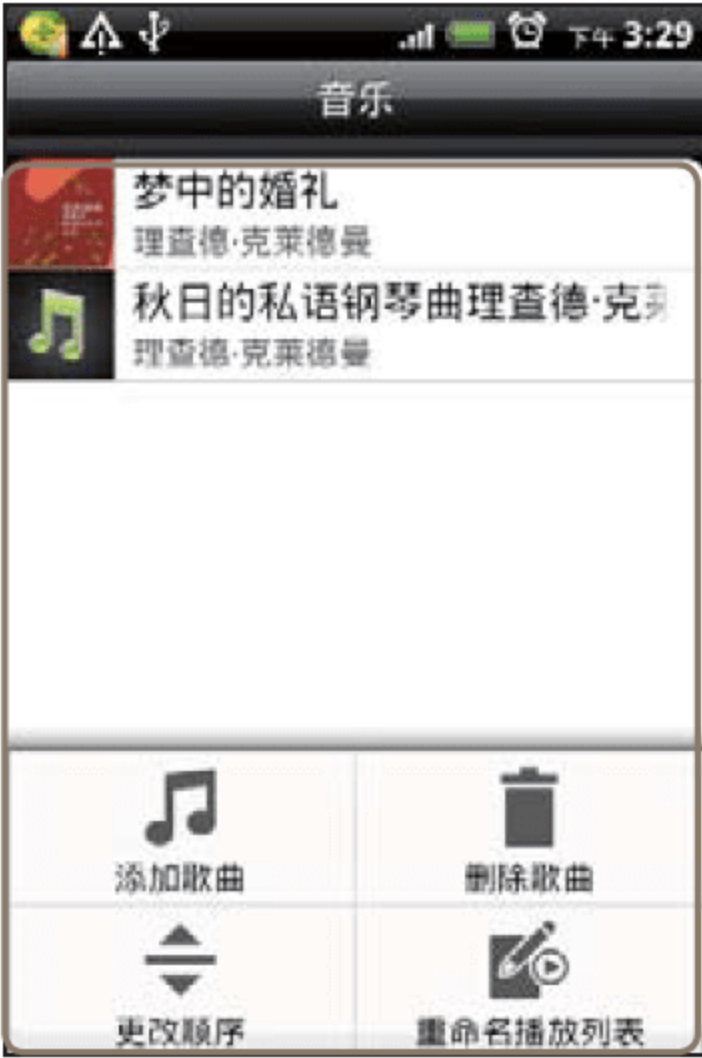 下午 3:29
音乐
梦中的婚礼
理查德·克莱德曼
秋日的私语钢琴曲理查德·克
理查德·克莱德曼
添加歌曲
删除歌曲
更改顺序
重命名播放列表